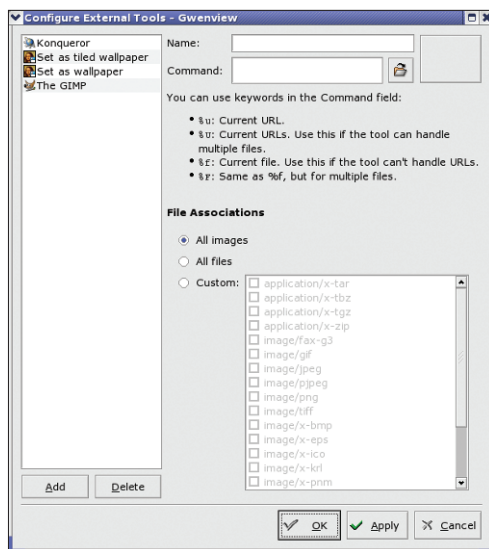 Configure External Tools - Gwenview
Konqueror
Set as tiled wallpaper
Set as wallpaper
The GIMP
Name:
Command:
You can use keywords in the Command field:
• %u: Current URL.
• %U: Current URLs. Use this if the tool can handle
multiple files.
• %f: Current file. Use this if the tool can't handle URLs.
• %F: Same as %f, but for multiple files.
File Associations
All images
All files
Custom:
application/x-tar
application/x-tbz
application/x-tgz
application/x-zip
image/fax-g3
image/gif
image/jpeg
image/pjpeg
image/png
image/tiff
image/x-bmp
image/x-eps
image/x-ico
image/x-krl
image/x-pnm
Add
Delete
OK
Apply
Cancel